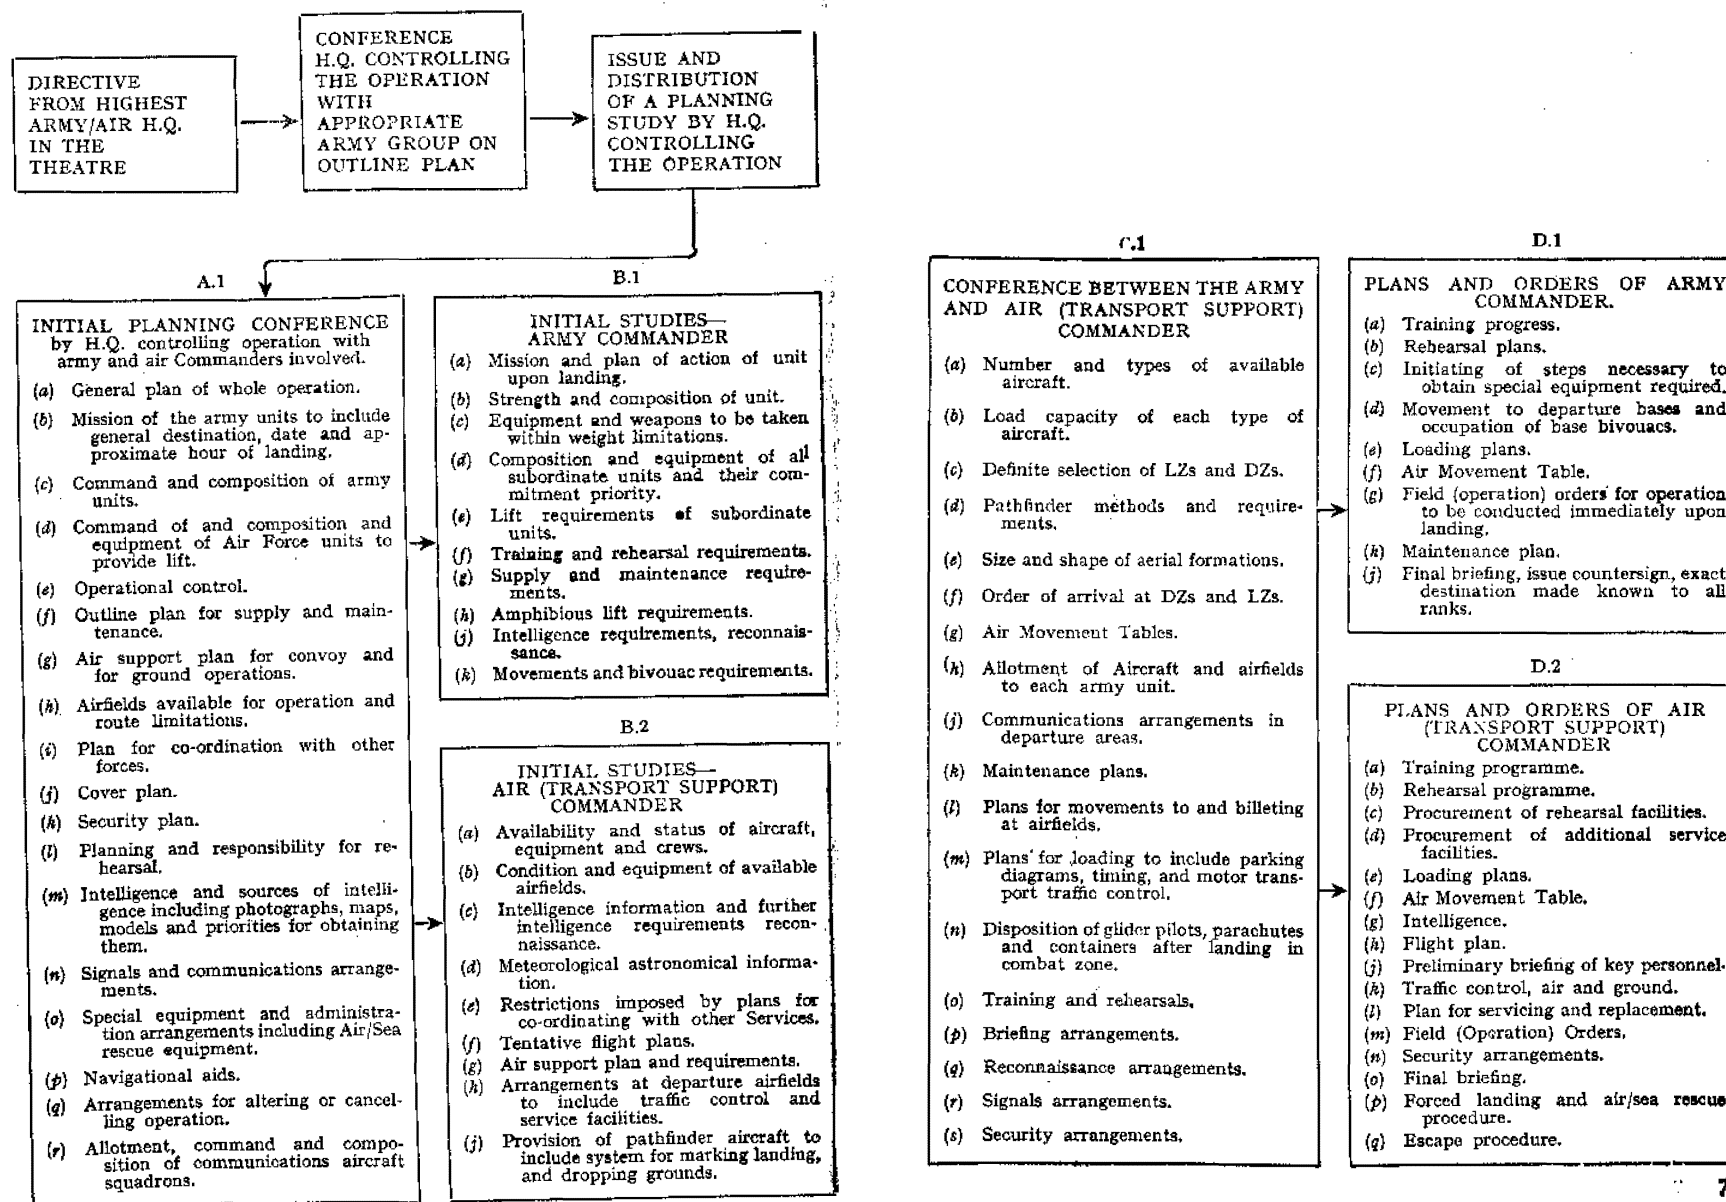 DIRECTIVE
FROM HIGHEST
ARMY/AIR H.Q.
IN THE
THEATRE
CONFERENCE
H.Q. CONTROLLING
THE OPERATION
WITH
APPROPRIATE
ARMY GROUP ON
OUTLINE PLAN
ISSUE AND
DISTRIBUTION
OF A PLANNING
STUDY BY H.Q.
CONTROLLING
THE OPERATION
A.1
INITIAL PLANNING CONFERENCE
by H.Q. controlling operation with
army and air Commanders involved.
(a) General plan of whole operation.
(b) Mission of the army units to include
general destination, date and ap-
proximate hour of landing.
(c) Command and composition of army
units.
(d) Command of and composition and
equipment of Air Force units to
provide lift.
(e) Operational control.
(f) Outline plan for supply and main-
tenance.
(g) Air support plan for convoy and
for ground operations.
(h) Airfields available for operation and
route limitations.
(i) Plan for co-ordination with other
forces.
(j) Cover plan.
(k) Security plan.
(l) Planning and responsibility for re-
hearsal.
(m) Intelligence and sources of intelli-
gence including photographs, maps,
models and priorities for obtaining
them.
(n) Signals and communications arrange-
ments.
(o) Special equipment and administra-
tion arrangements including Air/Sea
rescue equipment.
(p) Navigational aids.
(q) Arrangements for altering or cancel-
ling operation.
(r) Allotment, command and compo-
sition of communications aircraft
squadrons.
B.1
INITIAL STUDIES—
ARMY COMMANDER
(a) Mission and plan of action of unit
upon landing.
(b) Strength and composition of unit.
(c) Equipment and weapons to be taken
within weight limitations.
(d) Composition and equipment of all
subordinate units and their com-
mitment priority.
(e) Lift requirements of subordinate
units.
(f) Training and rehearsal requirements.
(g) Supply and maintenance require-
ments.
(h) Amphibious lift requirements.
(j) Intelligence requirements, reconnais-
sance.
(k) Movements and bivouac requirements.
B.2
INITIAL STUDIES—
AIR (TRANSPORT SUPPORT)
COMMANDER
(a) Availability and status of aircraft,
equipment and crews.
(b) Condition and equipment of available
airfields.
(c) Intelligence information and further
intelligence requirements recon-
naissance.
(d) Meteorological astronomical informa-
tion.
(e) Restrictions imposed by plans for
co-ordinating with other Services.
(f) Tentative flight plans.
(g) Air support plan and requirements.
(h) Arrangements at departure airfields
to include traffic control and
service facilities.
(j) Provision of pathfinder aircraft to
include system for marking landing,
and dropping grounds.
C.1
CONFERENCE BETWEEN THE ARMY
AND AIR (TRANSPORT SUPPORT)
COMMANDER
(a) Number and types of available
aircraft.
(b) Load capacity of each type of
aircraft.
(c) Definite selection of LZs and DZs.
(d) Pathfinder methods and require-
ments.
(e) Size and shape of aerial formations.
(f) Order of arrival at DZs and LZs.
(g) Air Movement Tables.
(h) Allotment of Aircraft and airfields
to each army unit.
(j) Communications arrangements in
departure areas.
(k) Maintenance plans.
(l) Plans for movements to and billeting
at airfields.
(m) Plans for loading to include parking
diagrams, timing, and motor trans-
port traffic control.
(n) Disposition of glider pilots, parachutes
and containers after landing in
combat zone.
(o) Training and rehearsals.
(p) Briefing arrangements.
(q) Reconnaissance arrangements.
(r) Signals arrangements.
(s) Security arrangements.
D.1
PLANS AND ORDERS OF ARMY
COMMANDER.
(a) Training progress.
(b) Rehearsal plans.
(c) Initiating of steps necessary to
obtain special equipment required.
(d) Movement to departure bases and
occupation of base bivouacs.
(e) Loading plans.
(f) Air Movement Table.
(g) Field (operation) orders for operation
to be conducted immediately upon
landing.
(h) Maintenance plan.
(j) Final briefing, issue countersign, exact
destination made known to all
ranks.
D.2
PLANS AND ORDERS OF AIR
(TRANSPORT SUPPORT)
COMMANDER
(a) Training programme.
(b) Rehearsal programme.
(c) Procurement of rehearsal facilities.
(d) Procurement of additional service
facilities.
(e) Loading plans.
(f) Air Movement Table.
(g) Intelligence.
(h) Flight plan.
(j) Preliminary briefing of key personnel.
(k) Traffic control, air and ground.
(l) Plan for servicing and replacement.
(m) Field (Operation) Orders.
(n) Security arrangements.
(o) Final briefing.
(p) Forced landing and air/sea rescue
procedure.
(q) Escape procedure.